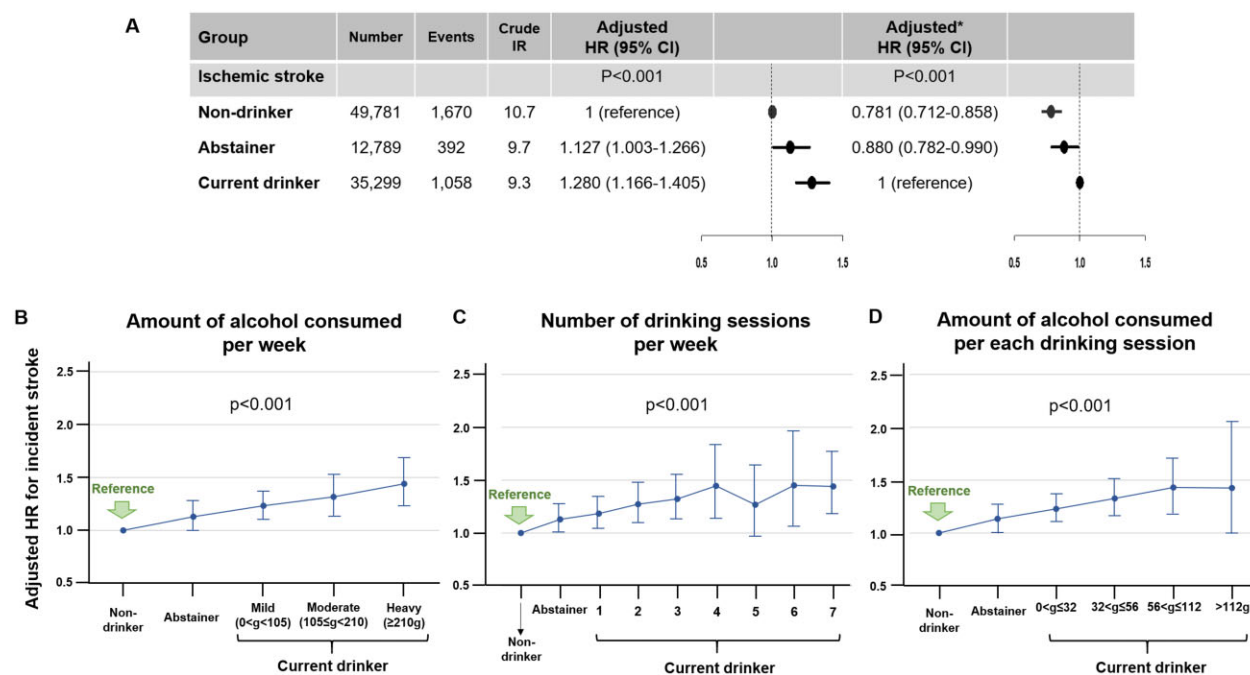 A
Group Number Events Crude IR Adjusted HR (95% CI) Adjusted* HR (95% CI)
Ischemic stroke P<0.001 P<0.001
Non-drinker 49,781 1,670 10.7 1 (reference) 0.781 (0.712-0.858)
Abstainer 12,789 392 9.7 1.127 (1.003-1.266) 0.880 (0.782-0.990)
Current drinker 35,299 1,058 9.3 1.280 (1.166-1.405) 1 (reference)
0.5 1.0 1.5 0.5 1.0 1.5
B
Amount of alcohol consumed
per week
Adjusted HR for incident stroke
2.5
2.0
1.5
1.0
0.5
p<0.001
Reference
Non-
drinker
Abstainer
Mild
(0<g<105)
Moderate
(105≤g<210)
Heavy
(≥210g)
Current drinker
C
Number of drinking sessions
per week
2.5
2.0
1.5
1.0
0.5
p<0.001
Reference
Abstainer 1 2 3 4 5 6 7
Non-
drinker
Current drinker
D
Amount of alcohol consumed
per each drinking session
2.5
2.0
1.5
1.0
0.5
p<0.001
Reference
Non-
drinker
Abstainer
0<g≤32 32<g≤56 56<g≤112 >112g
Current drinker